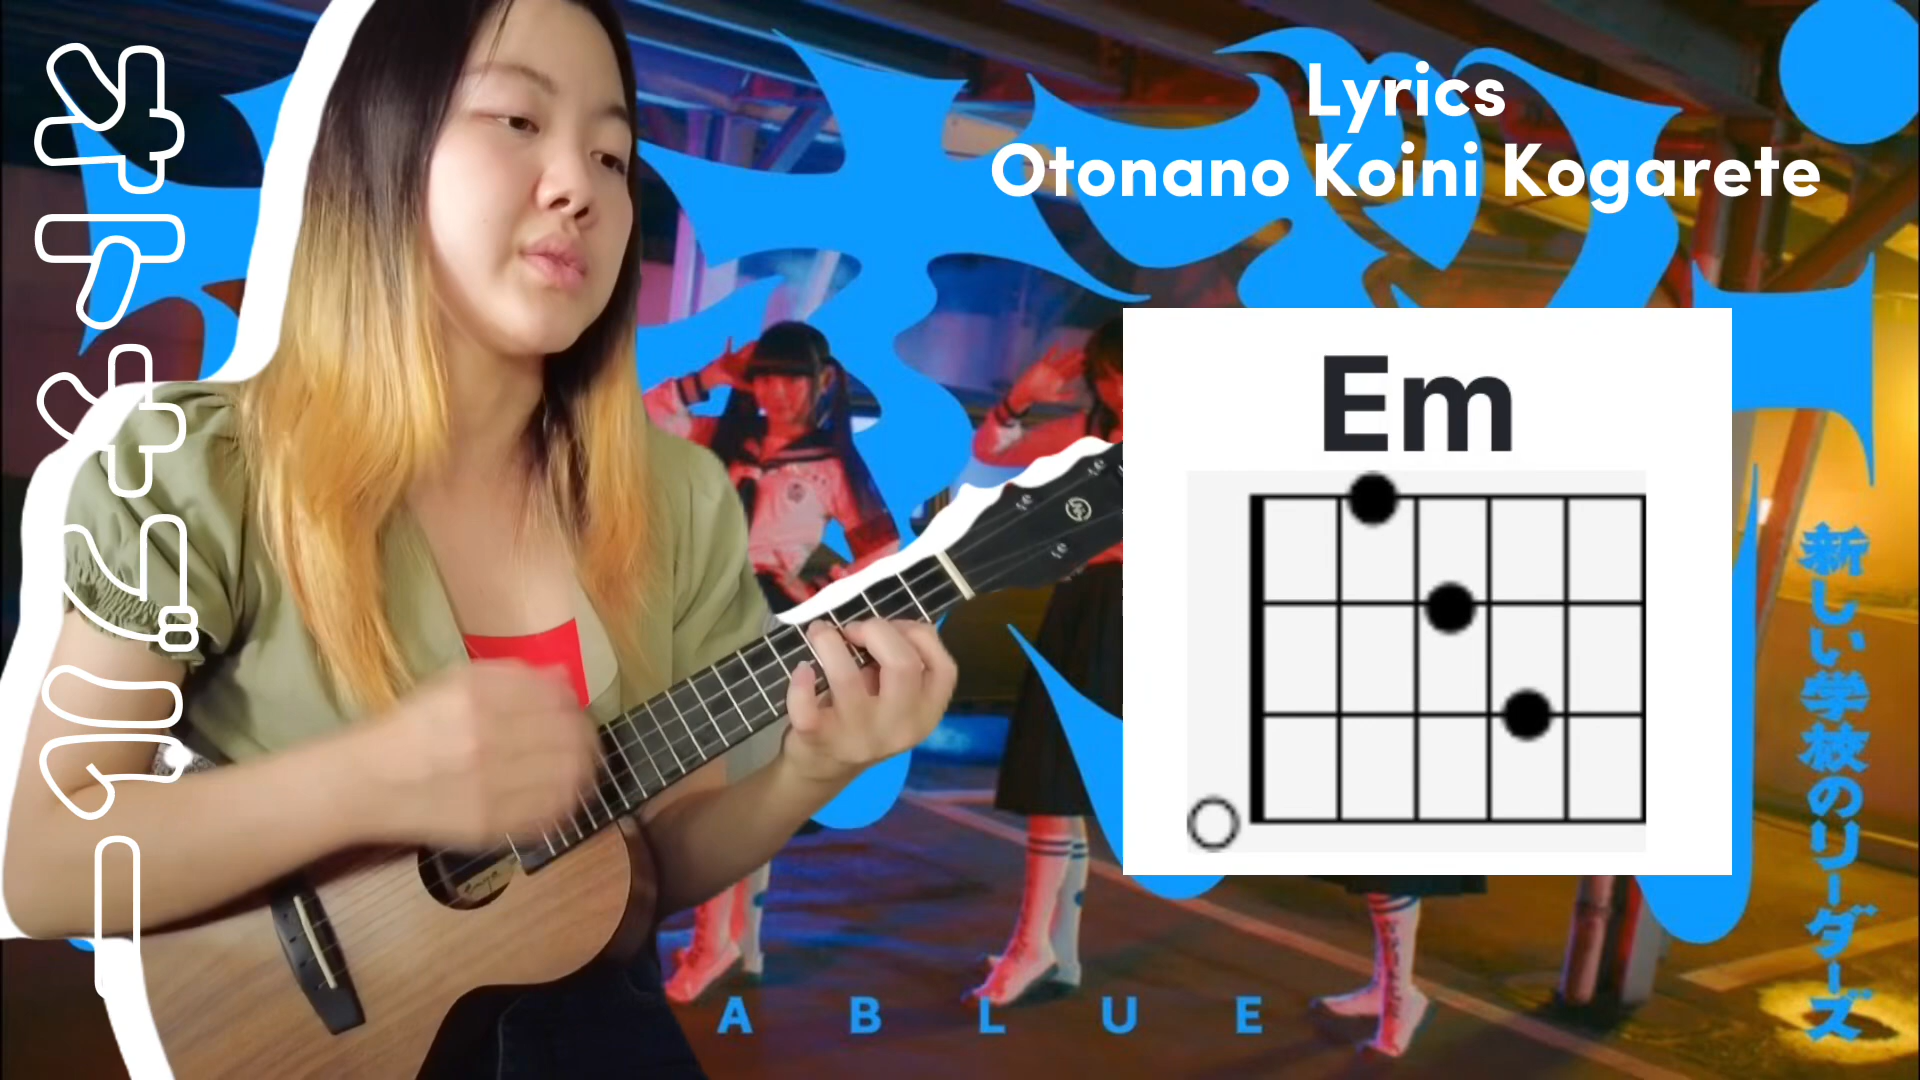 オトナブルー
Lyrics
Otonano Koini Kogarete
Em
新しい学校のリーダーズ
A B L U E
enya